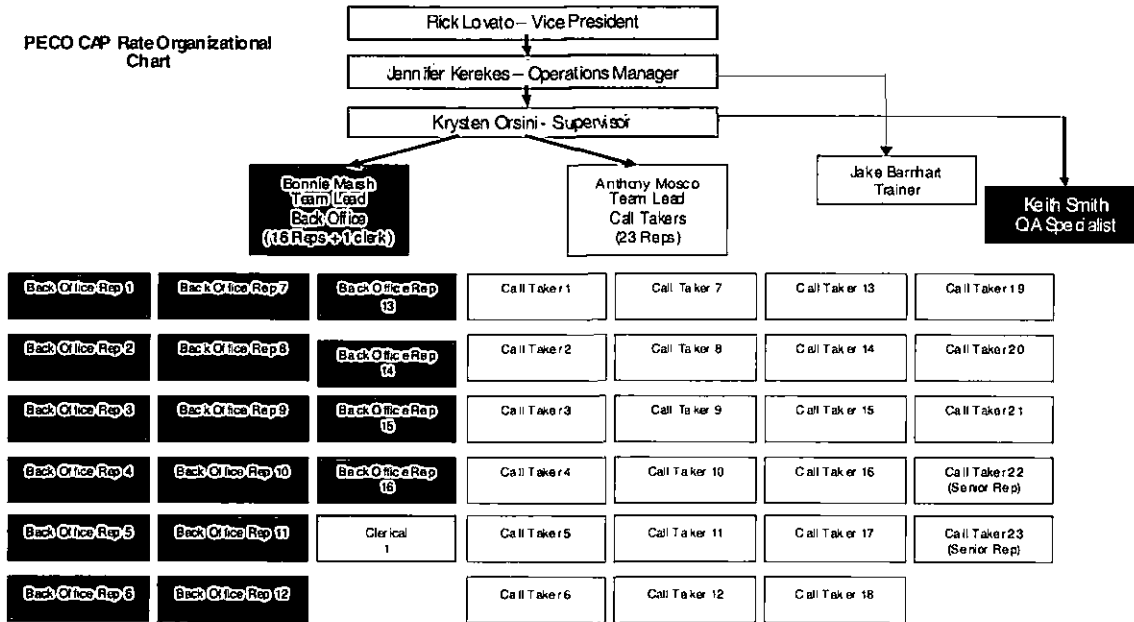 PECO CAP Rate Organizational
Chart
Rick Lovato – Vice President
Jennifer Kerekes – Operations Manager
Krysten Orsini - Supervisor
Bonnie Marsh
Team Lead
Back Office
(16 Reps + 1 clerk)
Anthony Mosco
Team Lead
Call Takers
(23 Reps)
Jake Barnhart
Trainer
Keith Smith
QA Specialist
Back Office Rep 1
Back Office Rep 7
Back Office Rep
13
Call Taker 1
Call Taker 7
Call Taker 13
Call Taker 19
Back Office Rep 2
Back Office Rep 8
Back Office Rep
14
Call Taker 2
Call Taker 8
Call Taker 14
Call Taker 20
Back Office Rep 3
Back Office Rep 9
Back Office Rep
15
Call Taker 3
Call Taker 9
Call Taker 15
Call Taker 21
Back Office Rep 4
Back Office Rep 10
Back Office Rep
16
Call Taker 4
Call Taker 10
Call Taker 16
Call Taker 22
(Senior Rep)
Back Office Rep 5
Back Office Rep 11
Clerical
1
Call Taker 5
Call Taker 11
Call Taker 17
Call Taker 23
(Senior Rep)
Back Office Rep 6
Back Office Rep 12
Call Taker 6
Call Taker 12
Call Taker 18